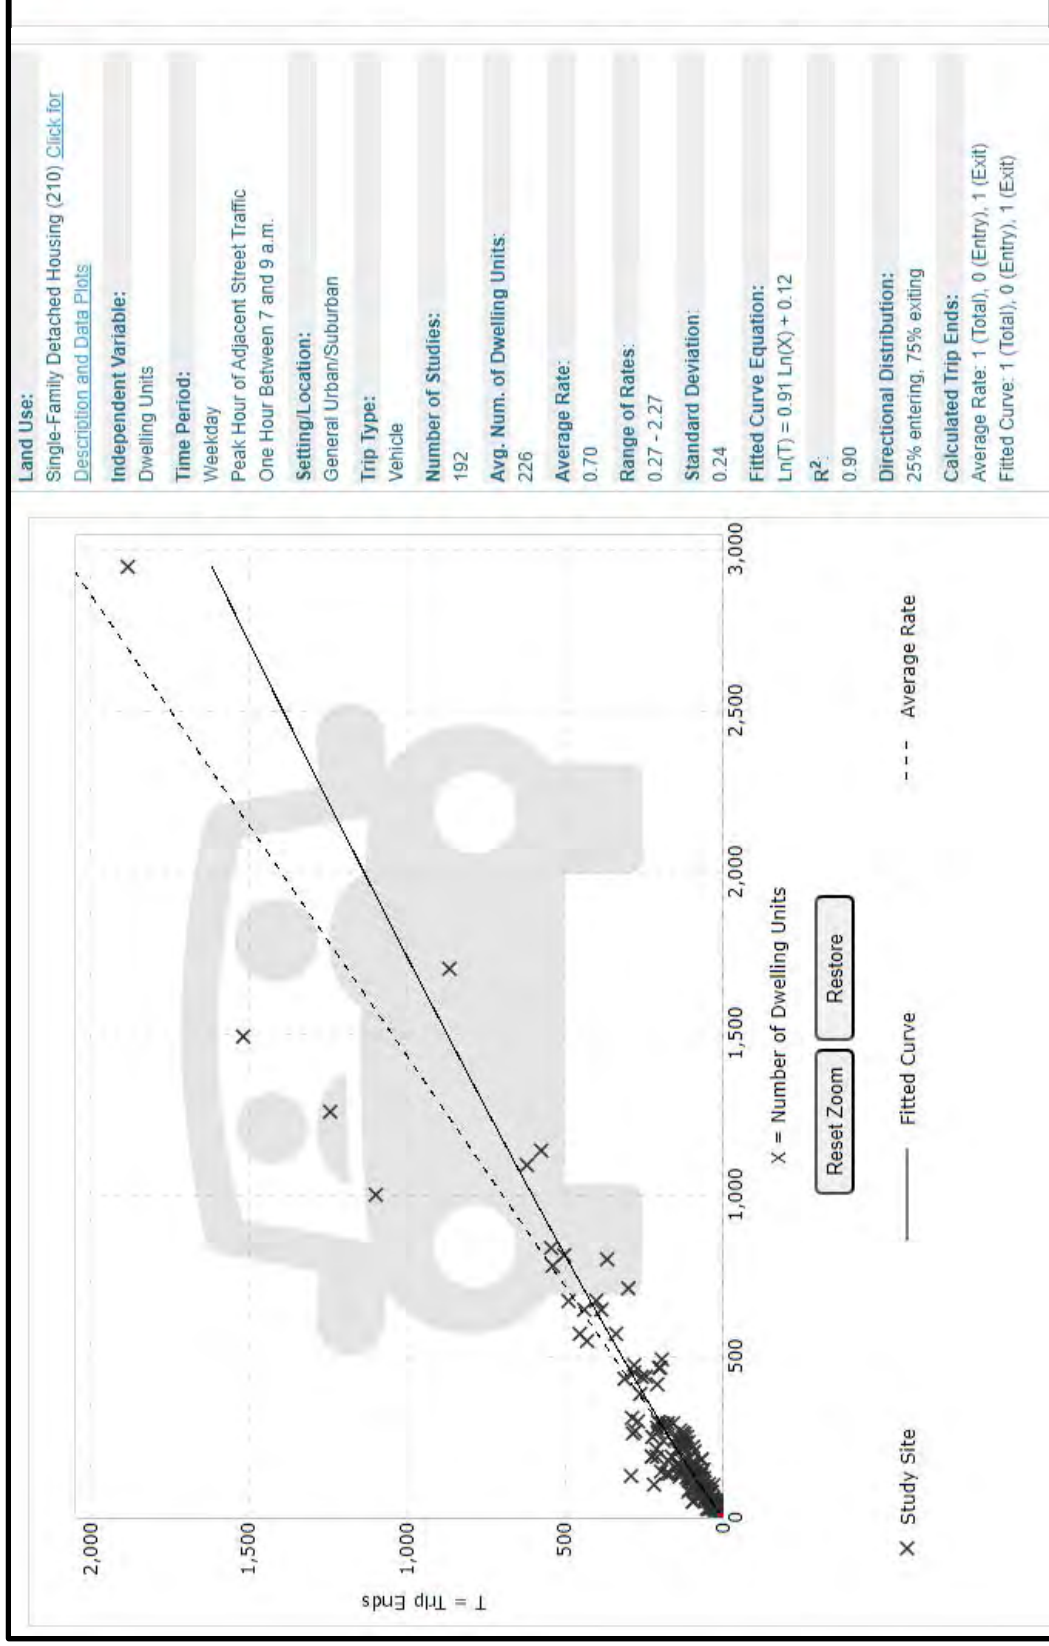 2,000
1,500
1,000
500
0
T = Trip Ends
0
500
1,000
1,500
2,000
2,500
3,000
X = Number of Dwelling Units
Reset Zoom
Restore
Study Site
Fitted Curve
Average Rate
Land Use:
Single-Family Detached Housing (210) Click for
Description and Data Plots
Independent Variable:
Dwelling Units
Time Period:
Weekday
Peak Hour of Adjacent Street Traffic
One Hour Between 7 and 9 a.m.
Setting/Location:
General Urban/Suburban
Trip Type:
Vehicle
Number of Studies:
192
Avg. Num. of Dwelling Units:
226
Average Rate:
0.70
Range of Rates:
0.27 - 2.27
Standard Deviation:
0.24
Fitted Curve Equation:
Ln(T) = 0.91 Ln(X) + 0.12
R²:
0.90
Directional Distribution:
25% entering, 75% exiting
Calculated Trip Ends:
Average Rate: 1 (Total), 0 (Entry), 1 (Exit)
Fitted Curve: 1 (Total), 0 (Entry), 1 (Exit)